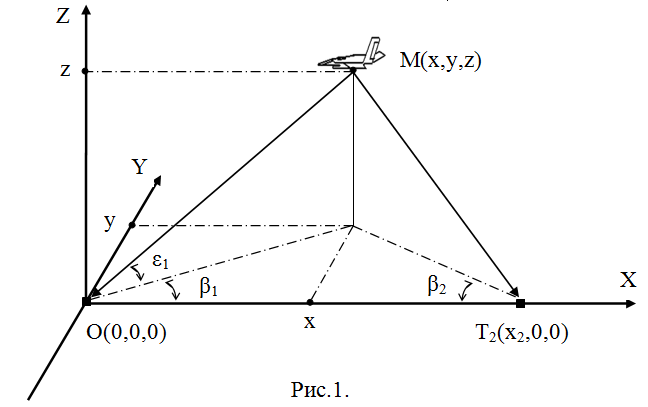 Z
z
M(x,y,z)
Y
y
ε1
β1
β2
X
x
O(0,0,0)
T2(x2,0,0)
Рис.1.